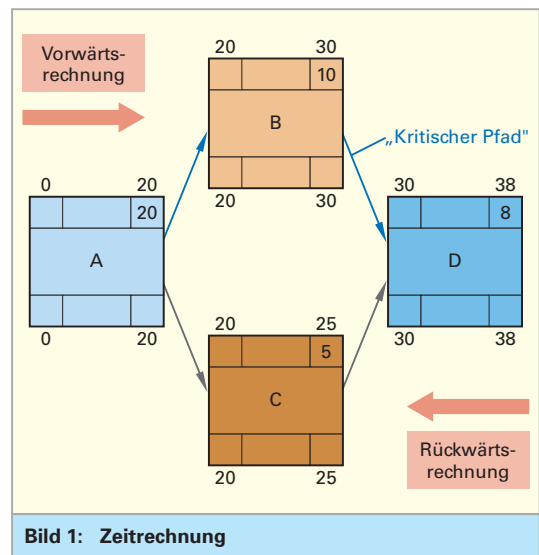 20 30
Vorwärts-
rechnung
10
B
„Kritischer Pfad"
20 30
0 20
20
A
0 20
30 38
8
D
30 38
20 25
5
C
20 25
Rückwärts-
rechnung
Bild 1: Zeitrechnung